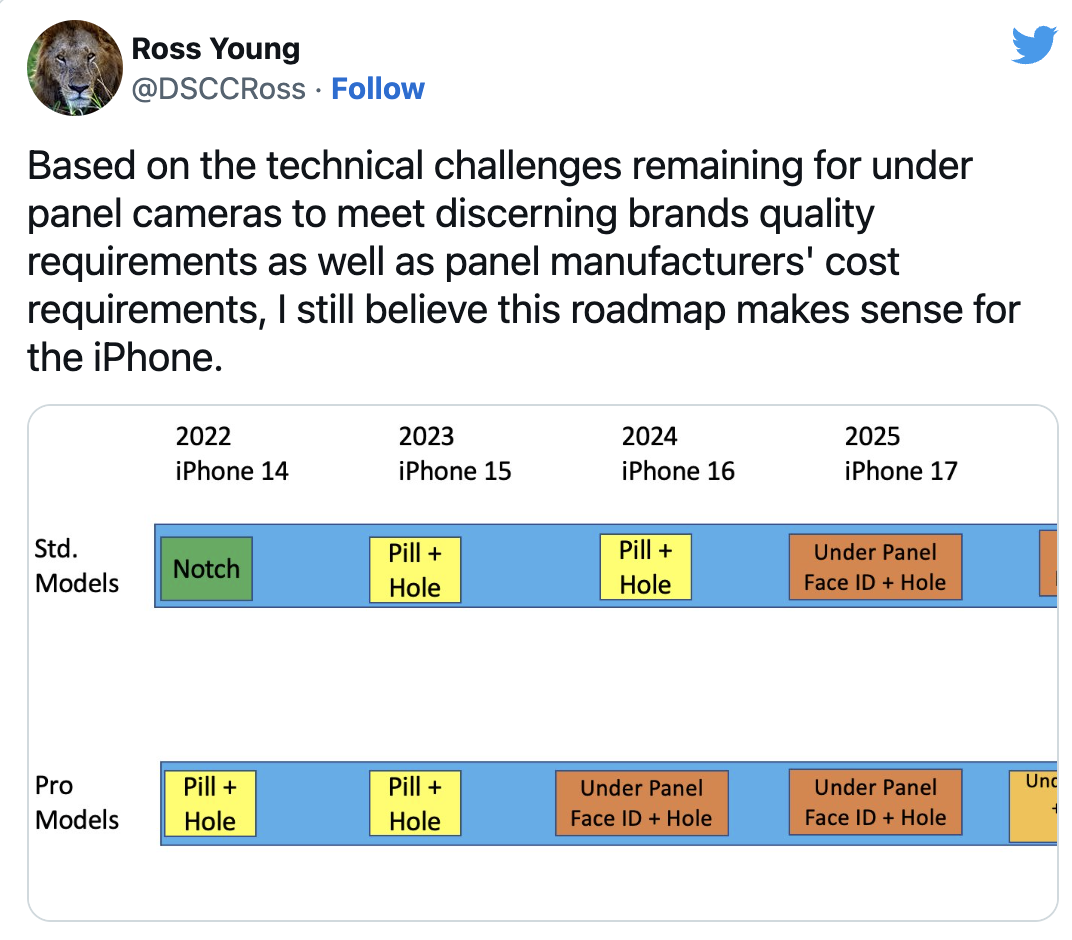 Ross Young
@DSCCRoss · Follow
Based on the technical challenges remaining for under
panel cameras to meet discerning brands quality
requirements as well as panel manufacturers' cost
requirements, I still believe this roadmap makes sense for
the iPhone.
2022
iPhone 14
2023
iPhone 15
2024
iPhone 16
2025
iPhone 17
Std.
Models
Notch
Pill +
Hole
Pill +
Hole
Under Panel
Face ID + Hole
Pro
Models
Pill +
Hole
Pill +
Hole
Under Panel
Face ID + Hole
Under Panel
Face ID + Hole